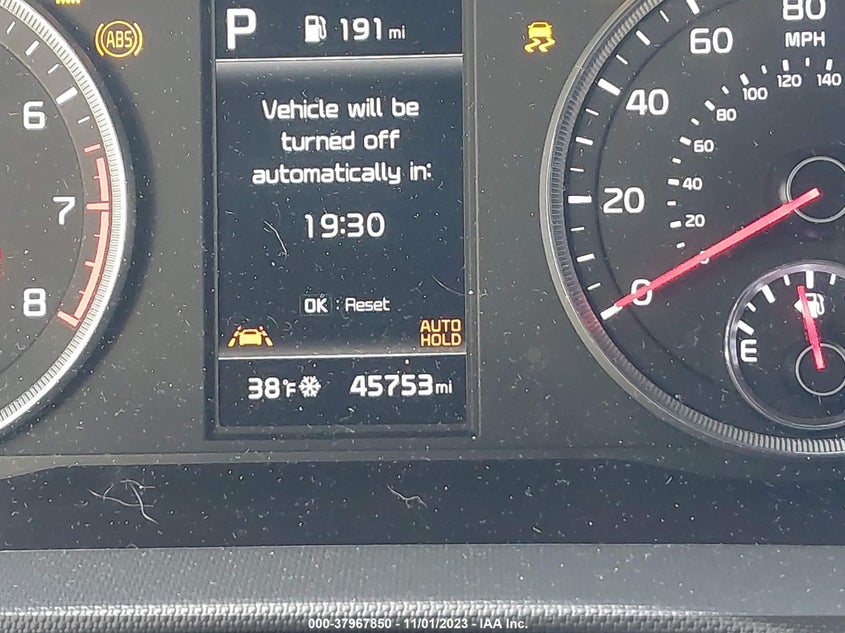 ABS
P 191 mi
Vehicle will be
turned off
automatically in:
19:30
OK : Reset
AUTO
HOLD
38°F 45753 mi
6
7
8
80
MPH
60
40
20
0
140
120
100
80
60
40
20
E
000-37967850 - 11/01/2023 - IAA Inc.